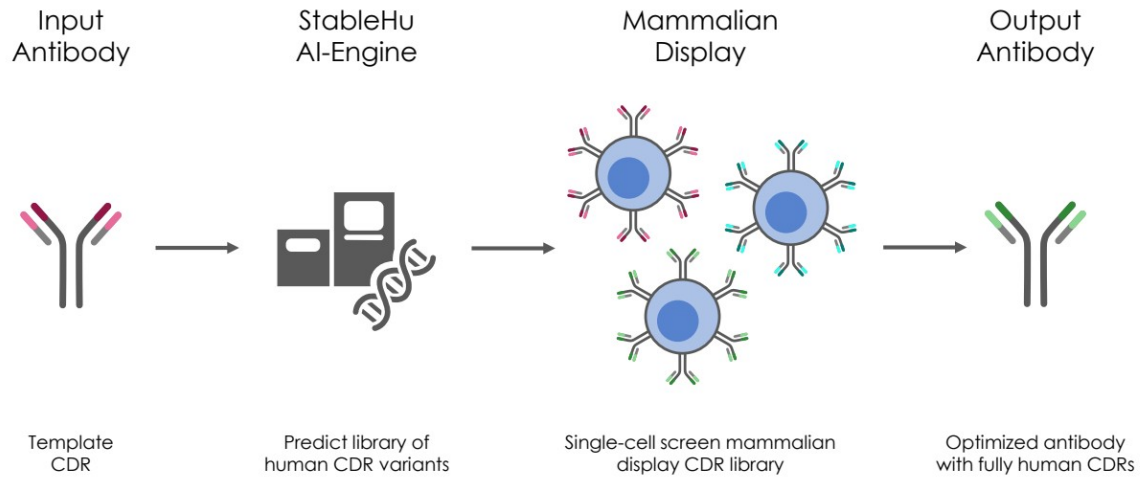 Input
Antibody
StableHu
AI-Engine
Mammalian
Display
Output
Antibody
Template
CDR
Predict library of
human CDR variants
Single-cell screen mammalian
display CDR library
Optimized antibody
with fully human CDRs